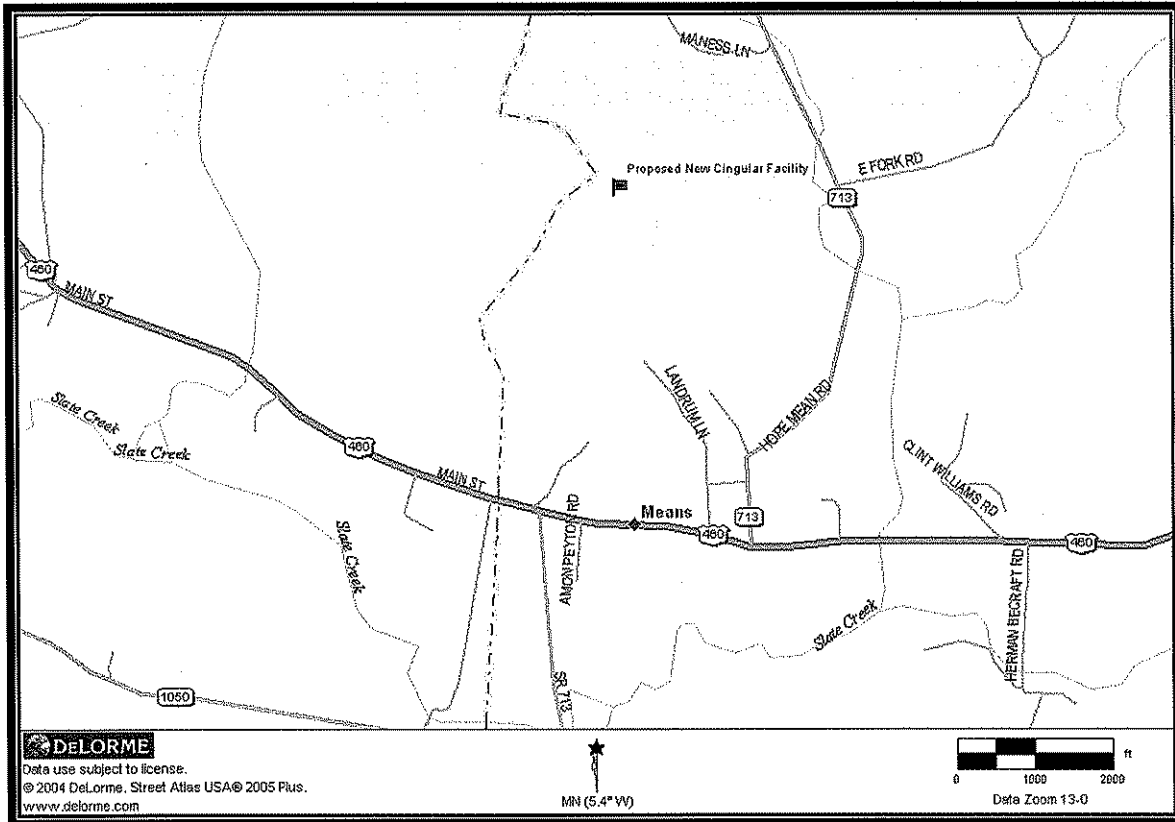 MANESS LN
E FORK RD
Proposed New Cingular Facility
713
460
MAIN ST
LANDRUM LN
HOPE MEAN RD
Slate Creek
Slate Creek
460
MAIN ST
CLINT WILLIAMS RD
Means
AMON PEYTON RD
713
460
460
Slate Creek
Slate Creek
HERMAN BECRAFT RD
SR 713
1050
DELORME
Data use subject to license.
© 2004 DeLorme. Street Atlas USA® 2005 Plus.
www.delorme.com
MN (5.4° W)
0 1000 2000
ft
Data Zoom 13-0